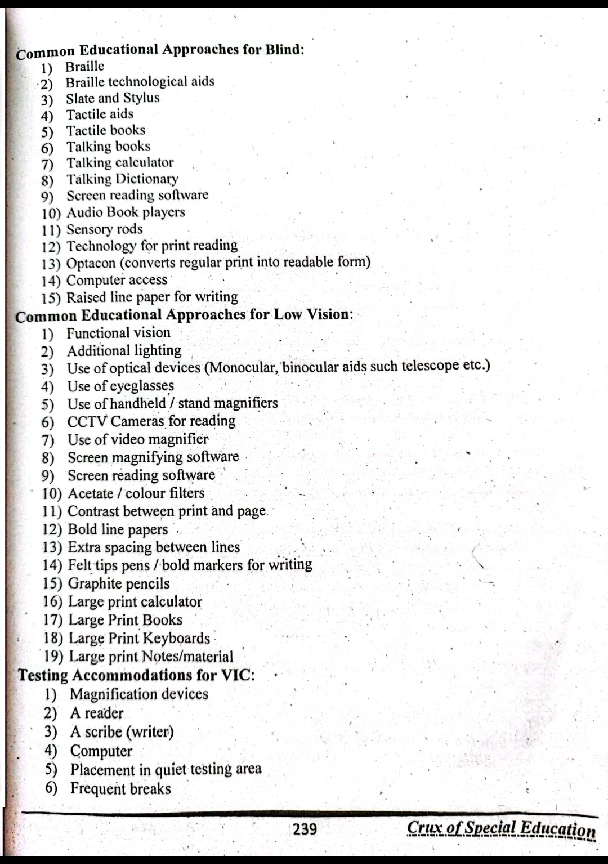 Common Educational Approaches for Blind:
1) Braille
2) Braille technological aids
3) Slate and Stylus
4) Tactile aids
5) Tactile books
6) Talking books
7) Talking calculator
8) Talking Dictionary
9) Screen reading software
10) Audio Book players
11) Sensory rods
12) Technology for print reading
13) Optacon (converts regular print into readable form)
14) Computer access
15) Raised line paper for writing
Common Educational Approaches for Low Vision:
1) Functional vision
2) Additional lighting
3) Use of optical devices (Monocular, binocular aids such telescope etc.)
4) Use of eyeglasses
5) Use of handheld / stand magnifiers
6) CCTV Cameras for reading
7) Use of video magnifier
8) Screen magnifying software
9) Screen reading software
10) Acetate / colour filters
11) Contrast between print and page
12) Bold line papers
13) Extra spacing between lines
14) Felt tips pens / bold markers for writing
15) Graphite pencils
16) Large print calculator
17) Large Print Books
18) Large Print Keyboards
19) Large print Notes/material
Testing Accommodations for VIC:
1) Magnification devices
2) A reader
3) A scribe (writer)
4) Computer
5) Placement in quiet testing area
6) Frequent breaks
239 Crux of Special Education